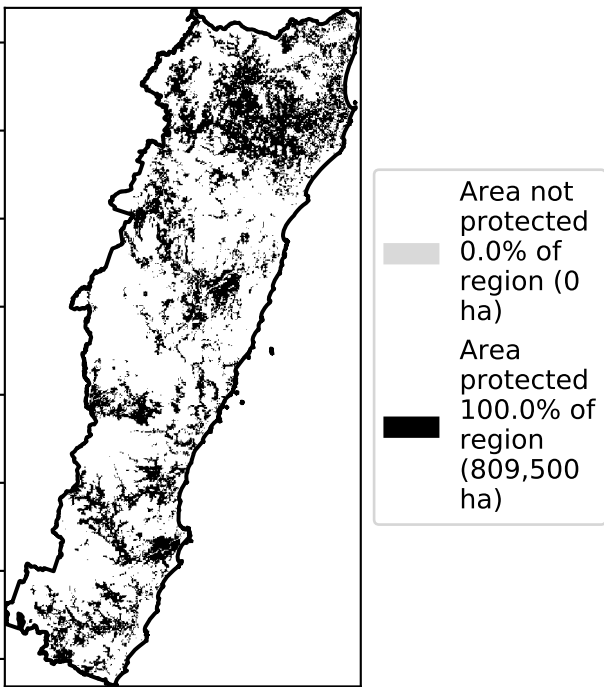 Area not
protected
0.0% of
region (0
ha)
Area
protected
100.0% of
region
(809,500
ha)